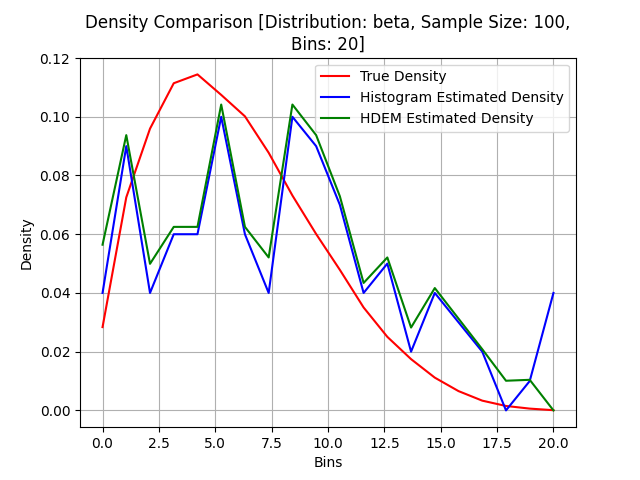 Density Comparison [Distribution: beta, Sample Size: 100,
Bins: 20]
True Density
Histogram Estimated Density
HDEM Estimated Density
Density
0.12
0.10
0.08
0.06
0.04
0.02
0.00
0.0 2.5 5.0 7.5 10.0 12.5 15.0 17.5 20.0
Bins